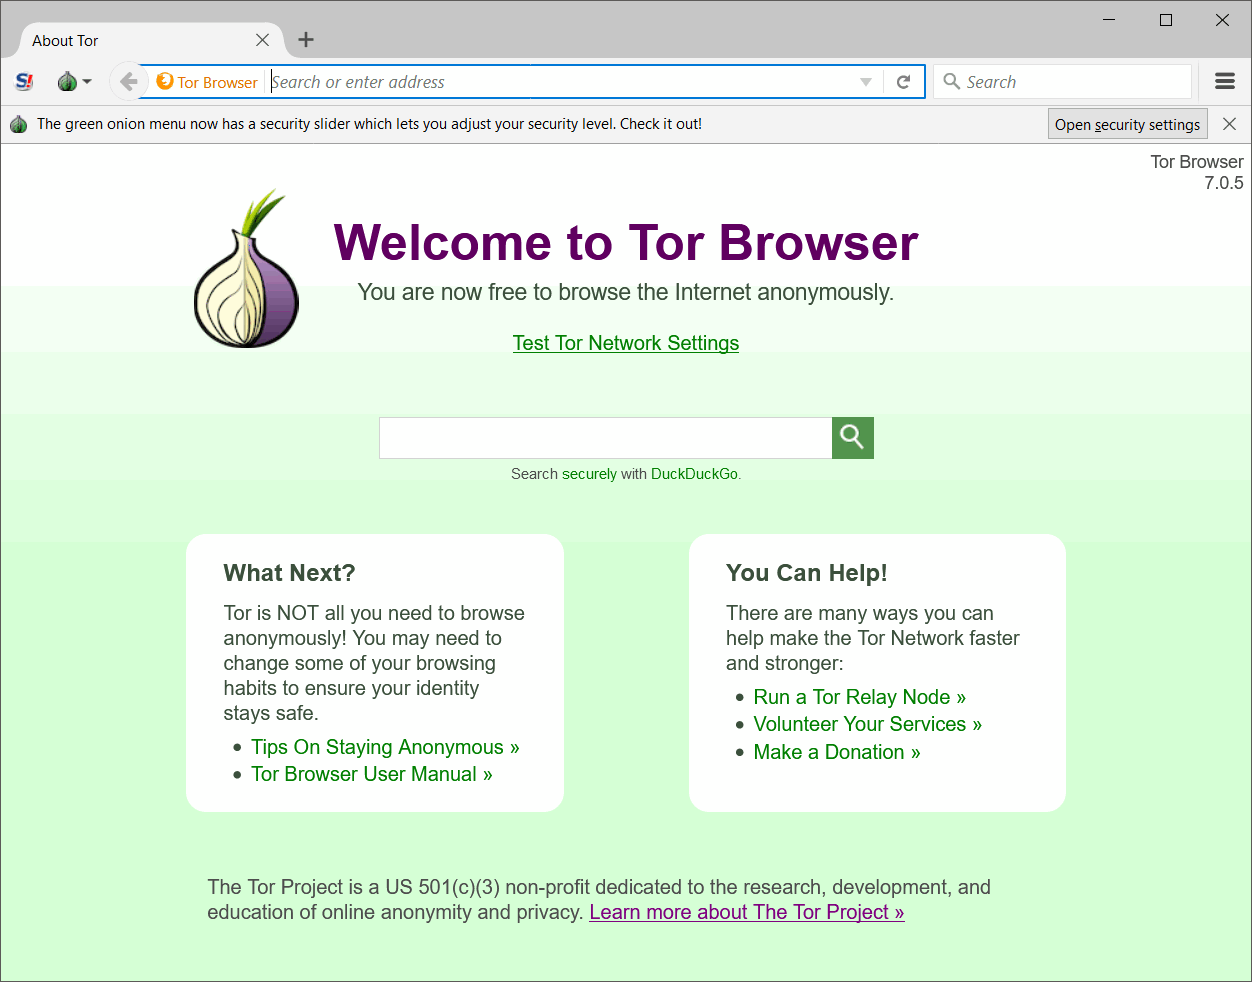 About Tor
S!
Tor Browser
Search or enter address
Search
The green onion menu now has a security slider which lets you adjust your security level. Check it out!
Open security settings
Tor Browser
7.0.5
Welcome to Tor Browser
You are now free to browse the Internet anonymously.
Test Tor Network Settings
Search securely with DuckDuckGo.
What Next?
Tor is NOT all you need to browse
anonymously! You may need to
change some of your browsing
habits to ensure your identity
stays safe.
• Tips On Staying Anonymous »
• Tor Browser User Manual »
You Can Help!
There are many ways you can
help make the Tor Network faster
and stronger:
• Run a Tor Relay Node »
• Volunteer Your Services »
• Make a Donation »
The Tor Project is a US 501(c)(3) non-profit dedicated to the research, development, and
education of online anonymity and privacy. Learn more about The Tor Project »